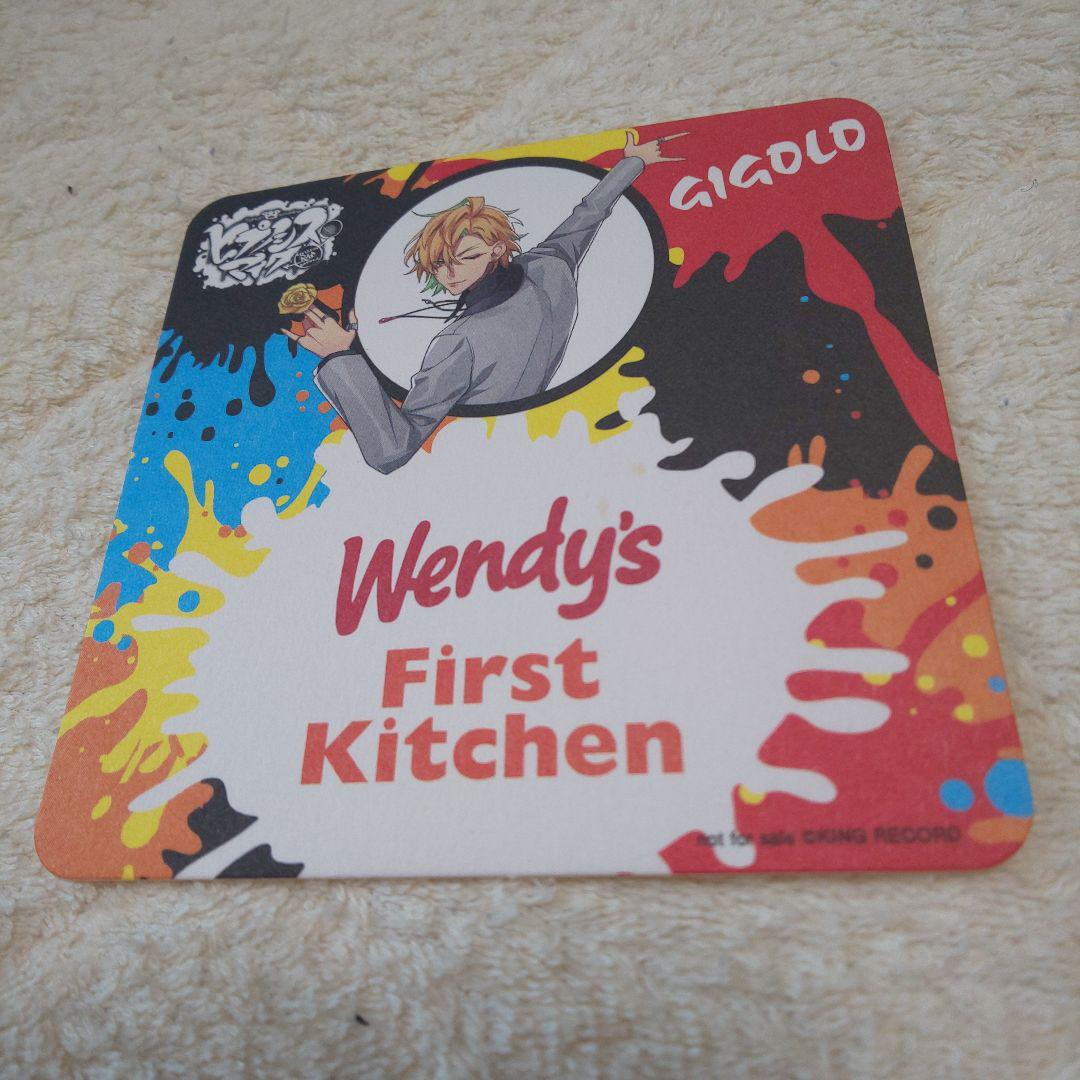 ヒプノシス
マイク
GIGOLO
Wendy's
First
Kitchen
not for sale ©KING RECORD